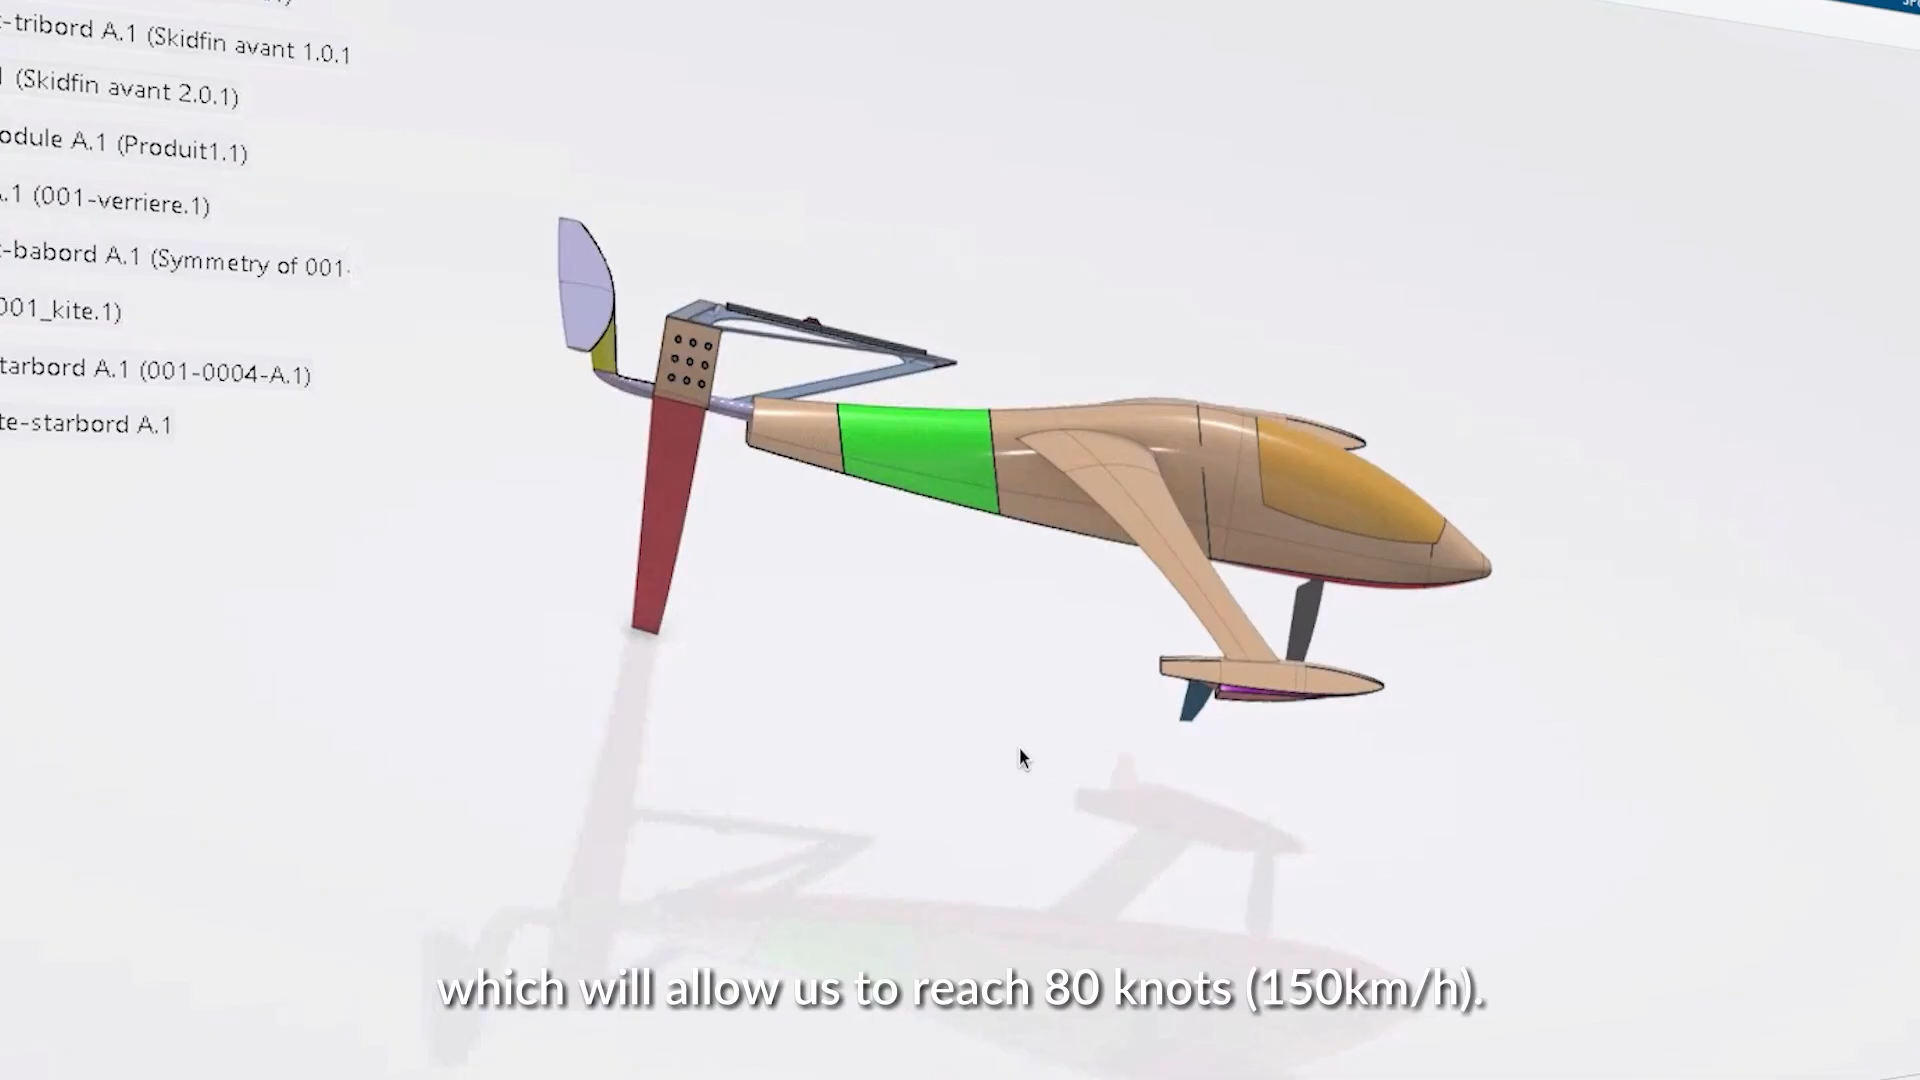 -tribord A.1 (Skidfin avant 1.0.1
(Skidfin avant 2.0.1)
odule A.1 (Produit1.1)
.1 (001-verriere.1)
-babord A.1 (Symmetry of 001-
001_kite.1)
tarbord A.1 (001-0004-A.1)
te-starbord A.1
which will allow us to reach 80 knots (150km/h).